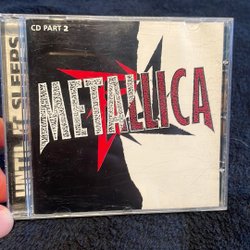 CD PART 2
METALLICA
UNTIL IT SLEEPS